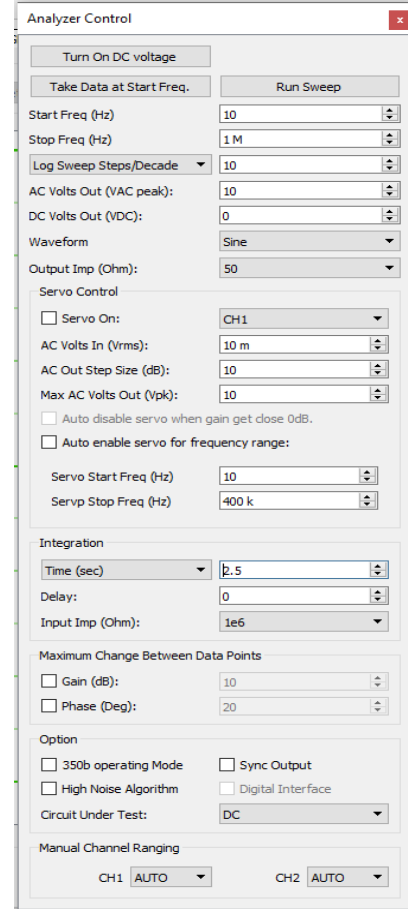 Analyzer Control
x
Turn On DC voltage
Take Data at Start Freq. Run Sweep
Start Freq (Hz) 10
Stop Freq (Hz) 1 M
Log Sweep Steps/Decade 10
AC Volts Out (VAC peak): 10
DC Volts Out (VDC): 0
Waveform Sine
Output Imp (Ohm): 50
Servo Control
Servo On: CH1
AC Volts In (Vrms): 10 m
AC Out Step Size (dB): 10
Max AC Volts Out (Vpk): 10
Auto disable servo when gain get close 0dB.
Auto enable servo for frequency range:
Servo Start Freq (Hz) 10
Servp Stop Freq (Hz) 400 k
Integration
Time (sec) 2.5
Delay: 0
Input Imp (Ohm): 1e6
Maximum Change Between Data Points
Gain (dB): 10
Phase (Deg): 20
Option
350b operating Mode Sync Output
High Noise Algorithm Digital Interface
Circuit Under Test: DC
Manual Channel Ranging
CH1 AUTO CH2 AUTO